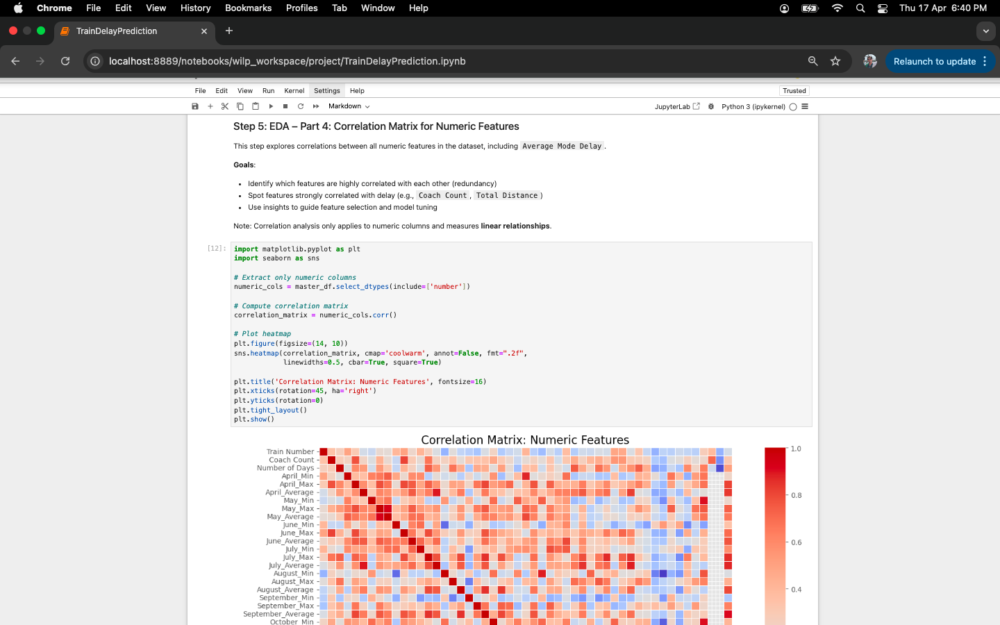 Chrome File Edit View History Bookmarks Profiles Tab Window Help Thu 17 Apr 6:40 PM
TrainDelayPrediction
localhost:8889/notebooks/wilp_workspace/project/TrainDelayPrediction.ipynb Relaunch to update
File Edit View Run Kernel Settings Help Trusted
Markdown JupyterLab Python 3 (ipykernel)
Step 5: EDA – Part 4: Correlation Matrix for Numeric Features
This step explores correlations between all numeric features in the dataset, including Average Mode Delay.
Goals:
• Identify which features are highly correlated with each other (redundancy)
• Spot features strongly correlated with delay (e.g., Coach Count, Total Distance)
• Use insights to guide feature selection and model tuning
Note: Correlation analysis only applies to numeric columns and measures linear relationships.
[12]: import matplotlib.pyplot as plt
import seaborn as sns
# Extract only numeric columns
numeric_cols = master_df.select_dtypes(include=['number'])
# Compute correlation matrix
correlation_matrix = numeric_cols.corr()
# Plot heatmap
plt.figure(figsize=(14, 10))
sns.heatmap(correlation_matrix, cmap='coolwarm', annot=False, fmt=".2f",
linewidths=0.5, cbar=True, square=True)
plt.title('Correlation Matrix: Numeric Features', fontsize=16)
plt.xticks(rotation=45, ha='right')
plt.yticks(rotation=0)
plt.tight_layout()
plt.show()
Correlation Matrix: Numeric Features
Train Number
Coach Count
Number of Days
April_Min
April_Max
April_Average
May_Min
May_Max
May_Average
June_Min
June_Max
June_Average
July_Min
July_Max
July_Average
August_Min
August_Max
August_Average
September_Min
September_Max
September_Average
October_Min
1.0
0.8
0.6
0.4